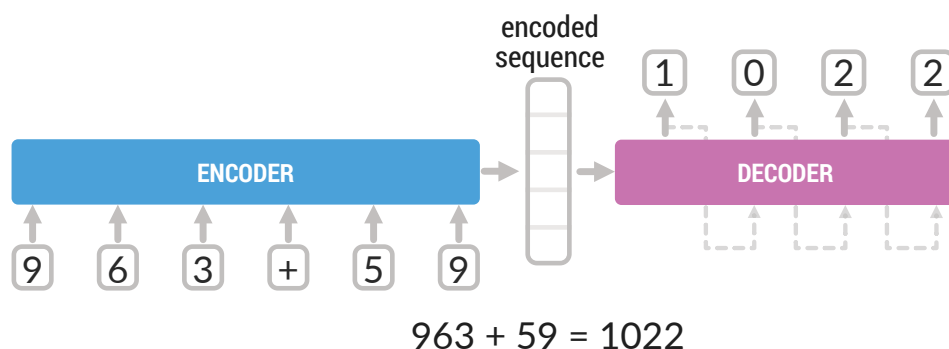 encoded
sequence
1 0 2 2
ENCODER
DECODER
9 6 3 + 5 9
963 + 59 = 1022